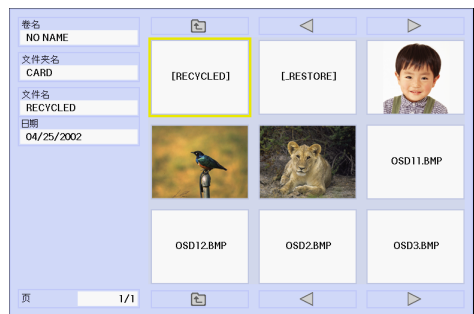 卷名
NO NAME
文件夹名
CARD
文件名
RECYCLED
日期
04/25/2002
页 1/1
[RECYCLED]
[_RESTORE]
OSD11.BMP
OSD12.BMP
OSD2.BMP
OSD3.BMP